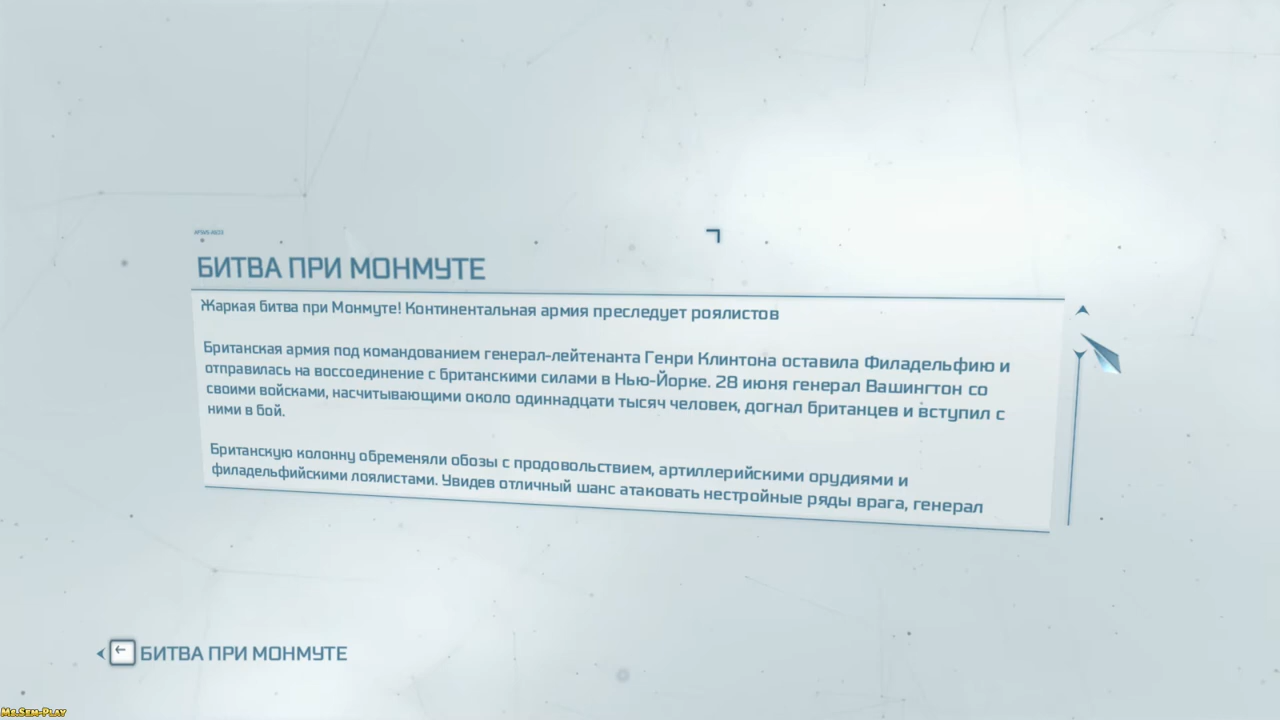 БИТВА ПРИ МОНМУТЕ
Жаркая битва при Монмуте! Континентальная армия преследует роялистов
Британская армия под командованием генерал-лейтенанта Генри Клинтона оставила Филадельфию и
отправилась на воссоединение с британскими силами в Нью-Йорке. 28 июня генерал Вашингтон со
своими войсками, насчитывающими около одиннадцати тысяч человек, догнал британцев и вступил с
ними в бой.
Британскую колонну обременяли обозы с продовольствием, артиллерийскими орудиями и
филадельфийскими лоялистами. Увидев отличный шанс атаковать нестройные ряды врага, генерал
БИТВА ПРИ МОНМУТЕ
Mr.Sem-Play